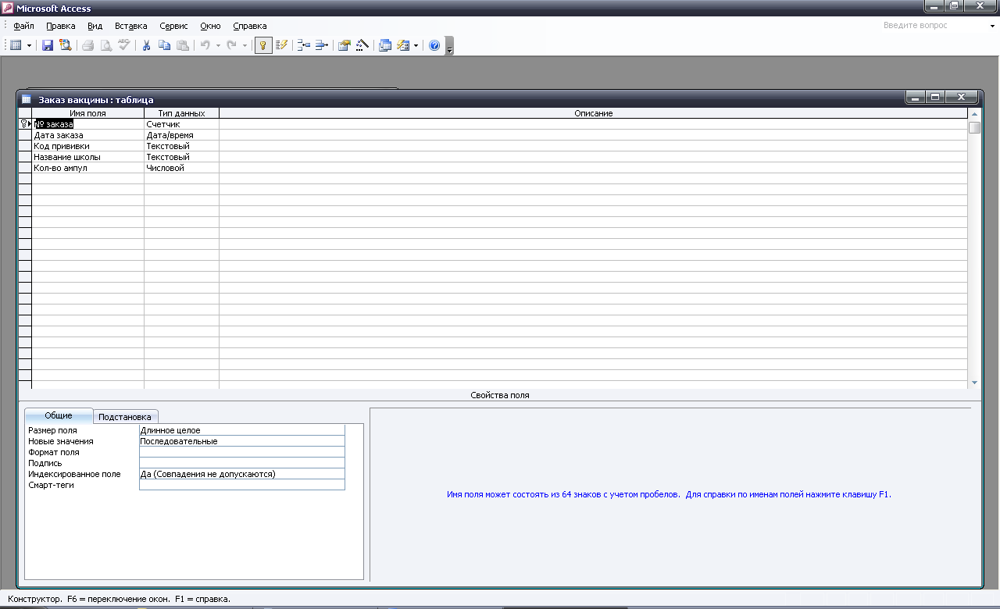 Microsoft Access
Файл Правка Вид Вставка Сервис Окно Справка Введите вопрос
Заказ вакцины : таблица
Имя поля Тип данных Описание
№ заказа Счетчик
Дата заказа Дата/время
Код прививки Текстовый
Название школы Текстовый
Кол-во ампул Числовой
Свойства поля
Общие Подстановка
Размер поля Длинное целое
Новые значения Последовательные
Формат поля
Подпись
Индексированное поле Да (Совпадения не допускаются)
Смарт-теги
Имя поля может состоять из 64 знаков с учетом пробелов. Для справки по именам полей нажмите клавишу F1.
Конструктор. F6 = переключение окон. F1 = справка.